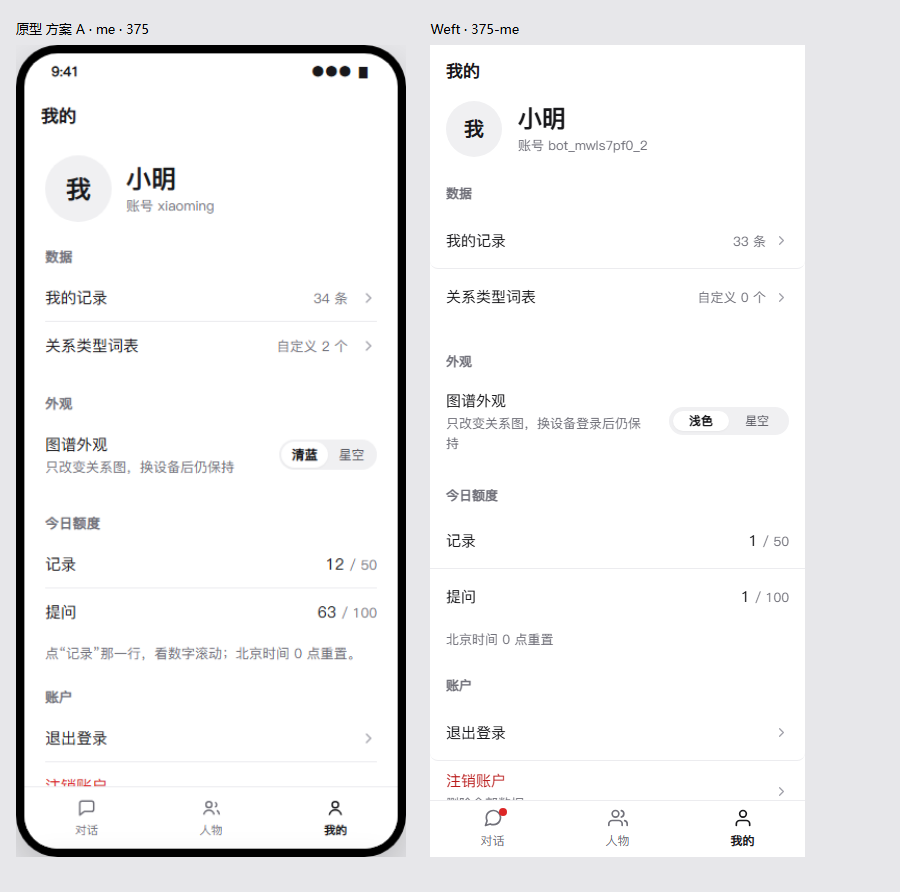 原型 方案 A · me · 375
9:41
我的
我
小明
账号 xiaoming
数据
我的记录
34 条
关系类型词表
自定义 2 个
外观
图谱外观
只改变关系图，换设备后仍保持
清蓝
星空
今日额度
记录
12 / 50
提问
63 / 100
点“记录”那一行，看数字滚动；北京时间 0 点重置。
账户
退出登录
注销账户
对话
人物
我的
Weft · 375-me
我的
我
小明
账号 bot_mwls7pf0_2
数据
我的记录
33 条
关系类型词表
自定义 0 个
外观
图谱外观
只改变关系图，换设备登录后仍保
持
浅色
星空
今日额度
记录
1 / 50
提问
1 / 100
北京时间 0 点重置
账户
退出登录
注销账户
对话
人物
我的